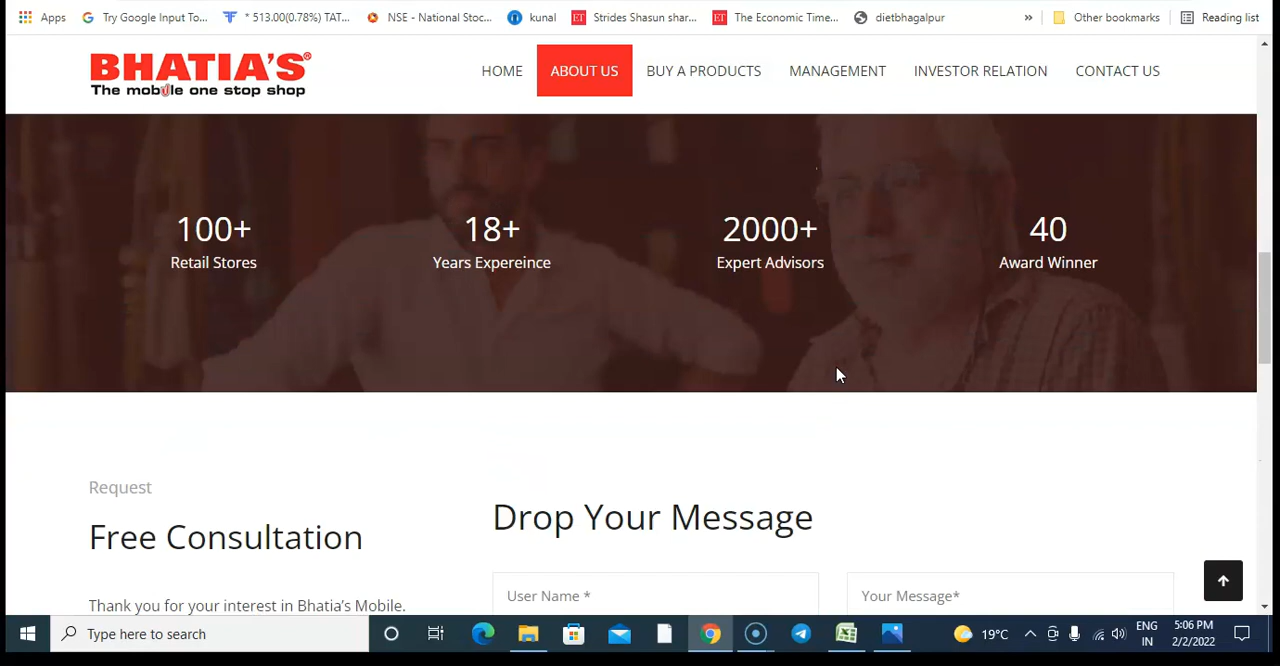 Apps Try Google Input To... * 513.00(0.78%) TAT... NSE - National Stoc... kunal ET Strides Shasun shar... ET The Economic Time... dietbhagalpur » Other bookmarks Reading list
BHATIA'S®
The mobile one stop shop
HOME ABOUT US BUY A PRODUCTS MANAGEMENT INVESTOR RELATION CONTACT US
100+ 18+ 2000+ 40
Retail Stores Years Expereince Expert Advisors Award Winner
Request
Free Consultation
Drop Your Message
User Name * Your Message*
Thank you for your interest in Bhatia's Mobile.
Type here to search 19°C ENG 5:06 PM
IN 2/2/2022